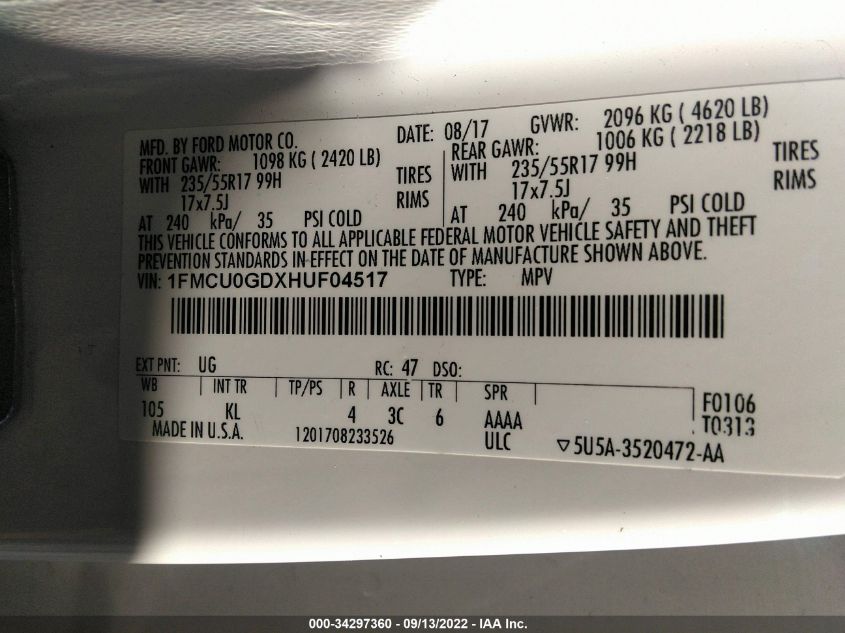 MFD. BY FORD MOTOR CO. DATE: 08/17 GVWR: 2096 KG ( 4620 LB)
FRONT GAWR: 1098 KG ( 2420 LB) REAR GAWR: 1006 KG ( 2218 LB)
WITH 235/55R17 99H TIRES WITH 235/55R17 99H TIRES
17x7.5J RIMS 17x7.5J RIMS
AT 240 kPa/ 35 PSI COLD AT 240 kPa/ 35 PSI COLD
THIS VEHICLE CONFORMS TO ALL APPLICABLE FEDERAL MOTOR VEHICLE SAFETY AND THEFT
PREVENTION STANDARDS IN EFFECT ON THE DATE OF MANUFACTURE SHOWN ABOVE.
VIN: 1FMCU0GDXHUF04517 TYPE: MPV
EXT PNT: UG RC: 47 DSO:
WB INT TR TP/PS R AXLE TR SPR F0106
105 KL 4 3C 6 AAAA T0313
MADE IN U.S.A. 1201708233526 ULC ▽5U5A-3520472-AA
000-34297360 - 09/13/2022 - IAA Inc.